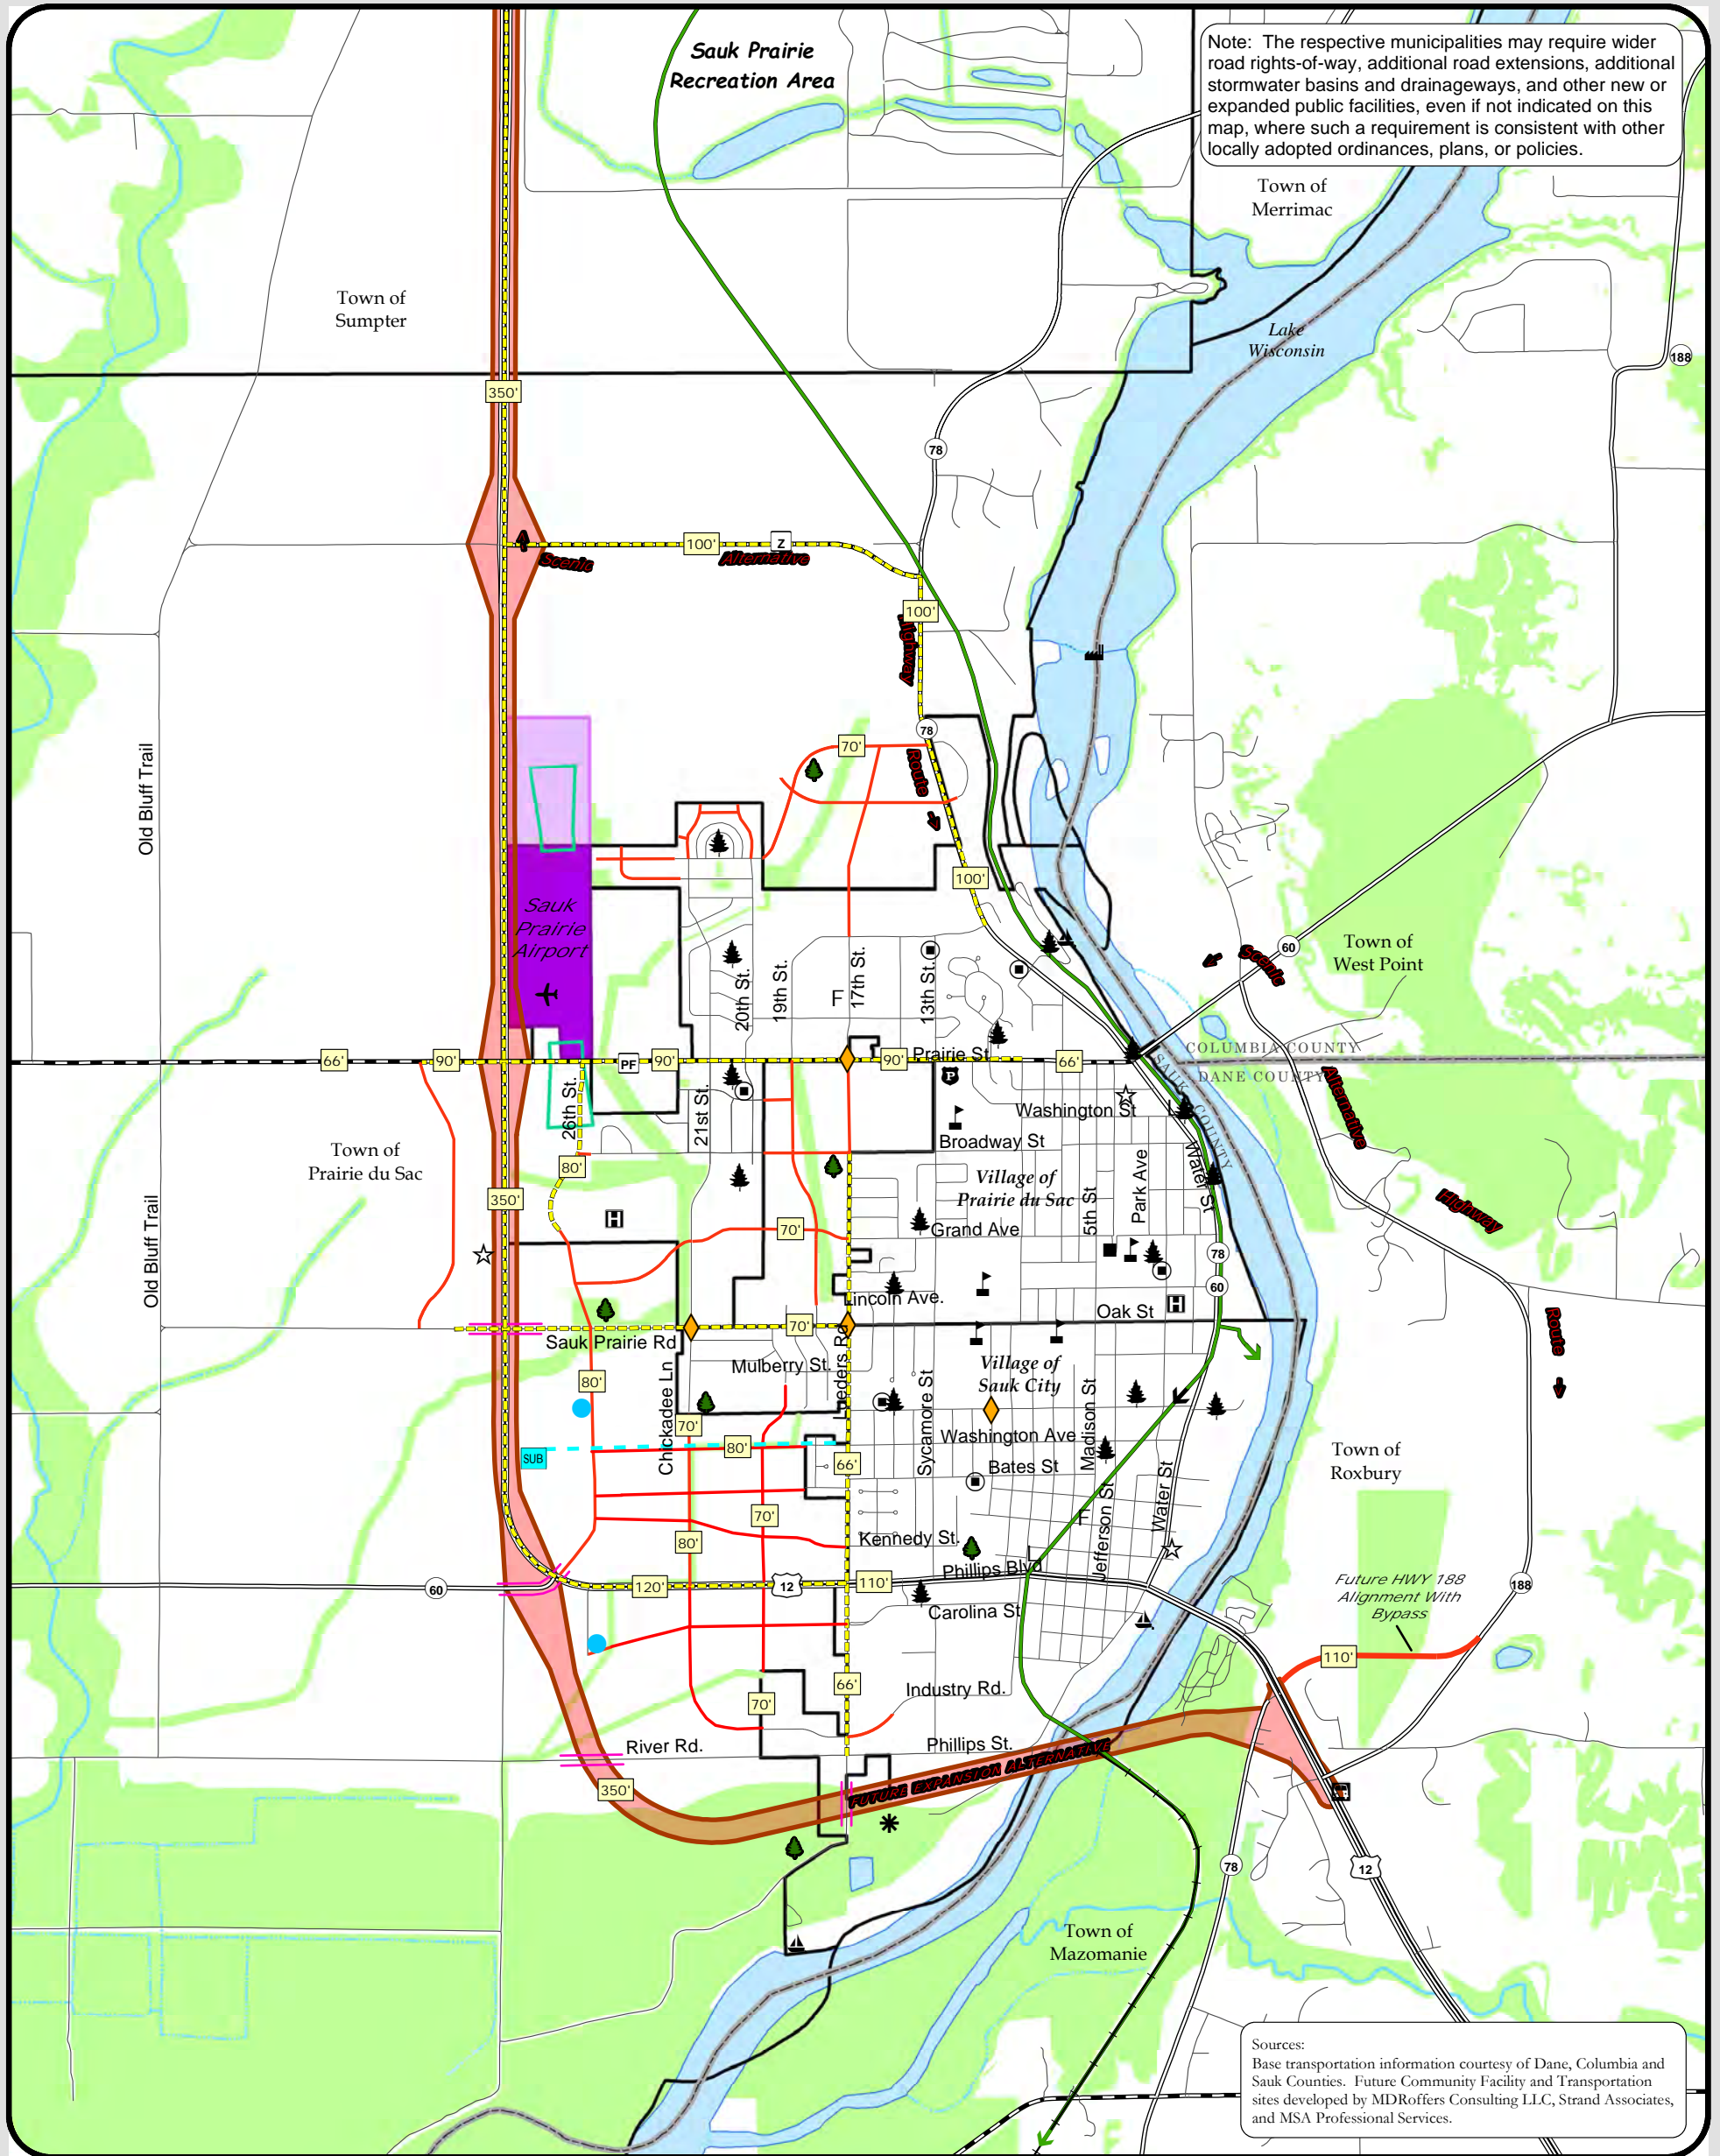 Sauk Prairie
Recreation Area
Note: The respective municipalities may require wider
road rights-of-way, additional road extensions, additional
stormwater basins and drainageways, and other new or
expanded public facilities, even if not indicated on this
map, where such a requirement is consistent with other
locally adopted ordinances, plans, or policies.
Town of
Merrimac
Town of
Sumpter
Lake
Wisconsin
188
350'
78
100'
Z
Scenic
Alternative
100'
Highway
78
70'
Route
Old Bluff Trail
100'
Sauk
Prairie
Airport
20th St.
19th St.
F
17th St.
13th St.
60
Scenic
Town of
West Point
66'
90'
PF
90'
90'
Prairie St
66'
COLUMBIA COUNTY
DANE COUNTY
SAUK COUNTY
P
26th St.
21st St.
Washington St
L
Alternative
Broadway St
Town of
Prairie du Sac
80'
Village of
Prairie du Sac
5th St
Park Ave
Water St
350'
Old Bluff Trail
H
70'
Grand Ave
Highway
78
60
Lincoln Ave.
Oak St
H
Route
70'
Sauk Prairie Rd
Mulberry St.
Lueders Rd
Village of
Sauk City
80'
Chickadee Ln
Sycamore St
Madison St
70'
Washington Ave
80'
SUB
66'
Bates St
Town of
Roxbury
70'
F
Jefferson St
Water St
80'
Kennedy St.
Phillips Blvd
60
120'
12
110'
Carolina St
Future HWY 188
Alignment With
Bypass
188
110'
66'
Industry Rd.
70'
River Rd.
Phillips St.
FUTURE EXPANSION ALTERNATIVE
350'
78
12
Town of
Mazomanie
Sources:
Base transportation information courtesy of Dane, Columbia and
Sauk Counties. Future Community Facility and Transportation
sites developed by MDRoffers Consulting LLC, Strand Associates,
and MSA Professional Services.